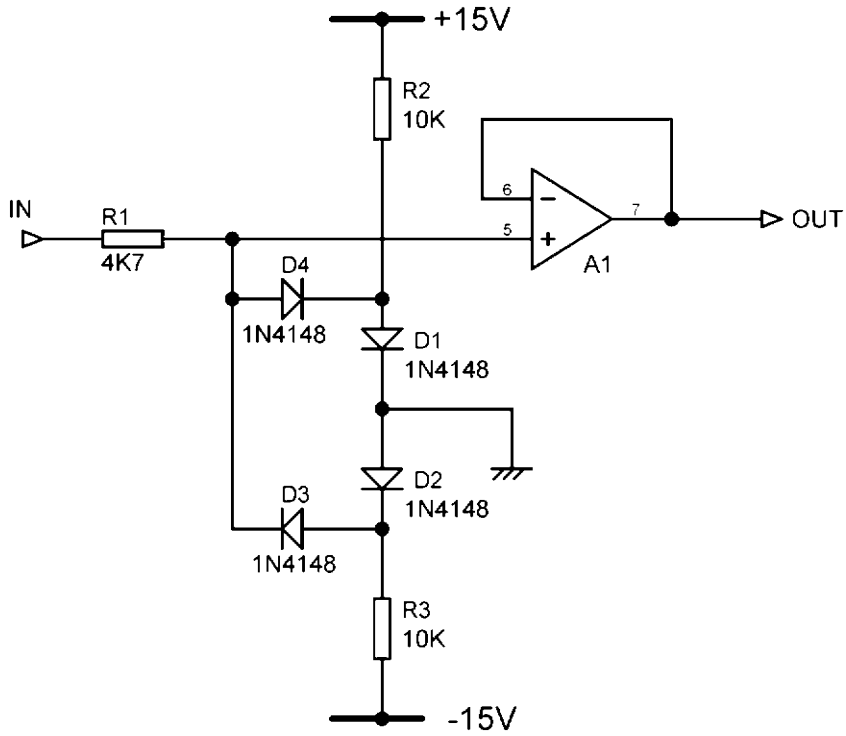 +15V
R2
10K
6
7
IN
R1
5
OUT
4K7
A1
D4
1N4148
D1
1N4148
D2
D3
1N4148
1N4148
R3
10K
-15V